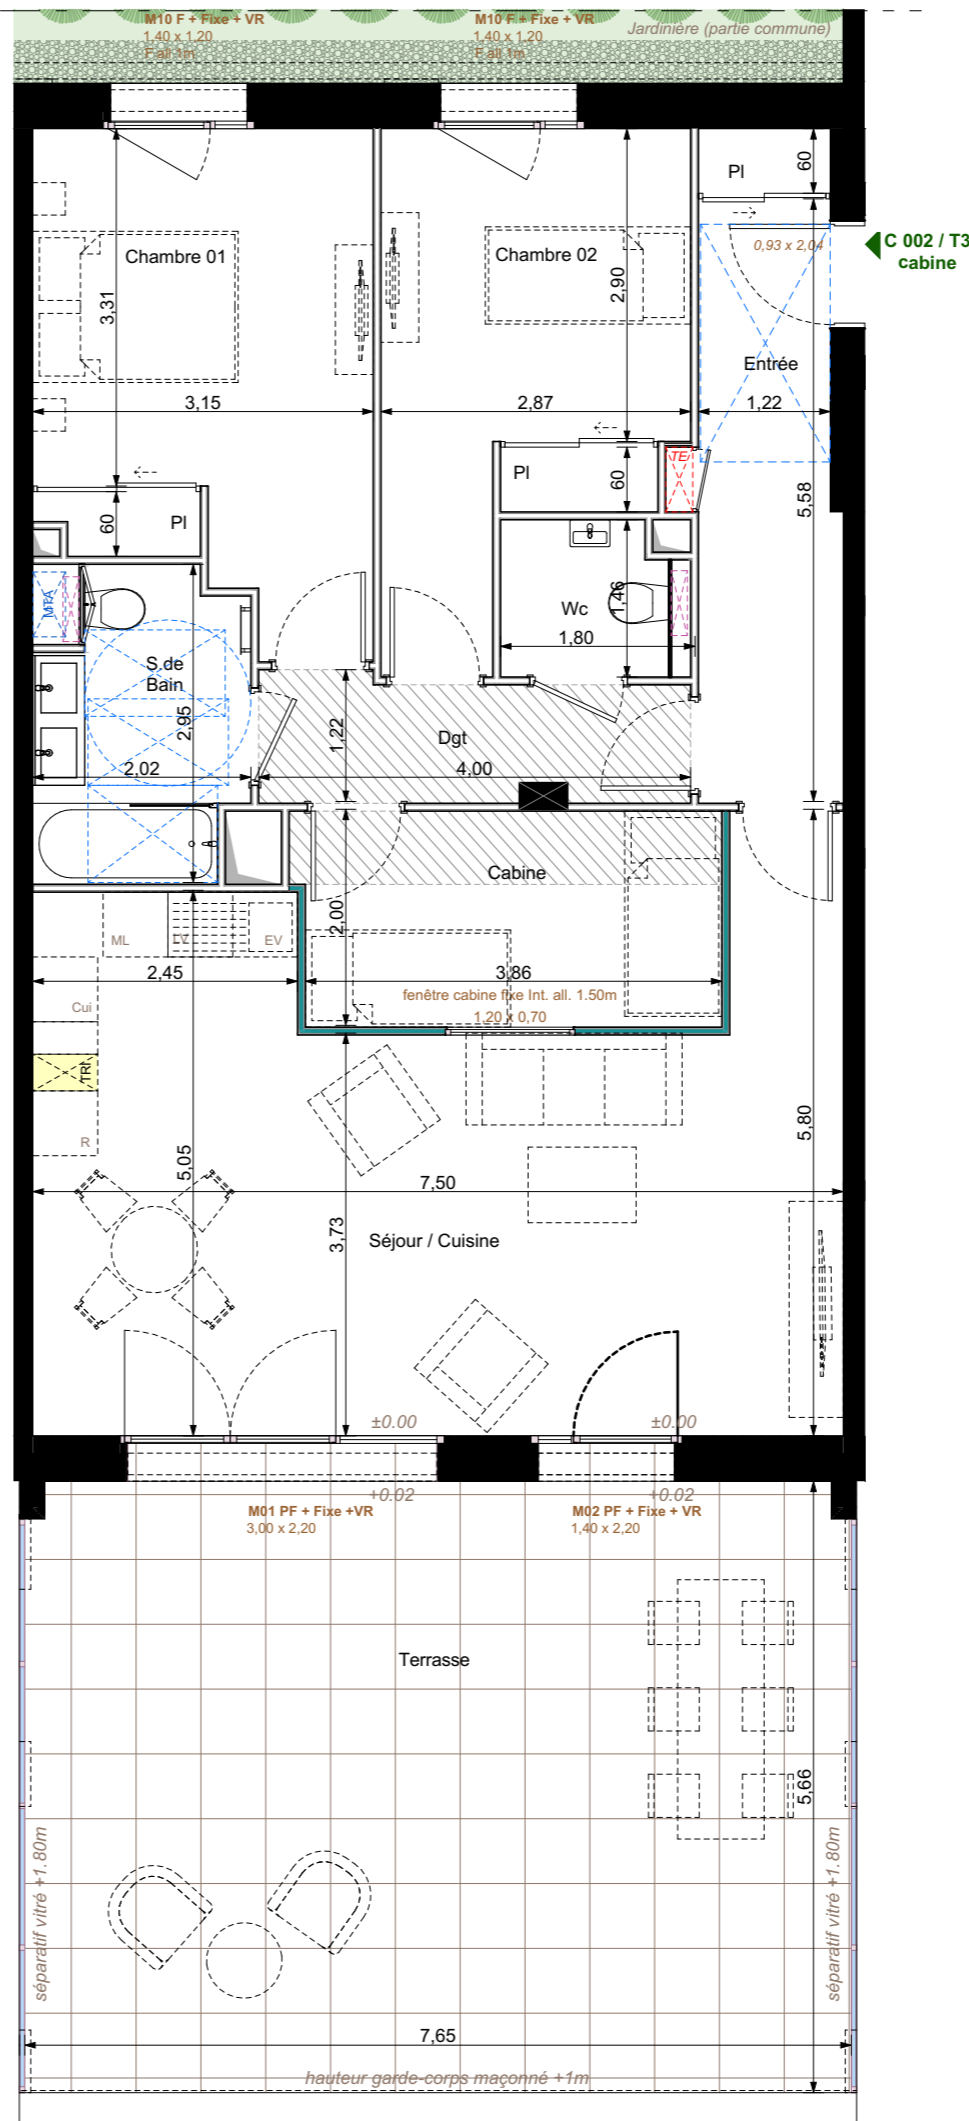 M10 F + Fixe + VR
1,40 x 1,20
F all 1m
M10 F + Fixe + VR
1,40 x 1,20
F all 1m
Jardinière (partie commune)
Pl
60
C 002 / T3
cabine
0,93 x 2,04
Chambre 01
Chambre 02
3,31
2,90
Entrée
3,15
2,87
1,22
TE
Pl
60
5,58
60
Pl
MTA
Wc
1,46
1,80
S.de
Bain
2,95
1,22
Dgt
2,02
4,00
Cabine
2,00
ML
LV
EV
2,45
3,86
fenêtre cabine fixe Int. all. 1.50m
1,20 x 0,70
Cui
TRI
R
5,05
5,80
7,50
3,73
Séjour / Cuisine
±0.00
±0.00
+0.02
+0.02
M01 PF + Fixe +VR
3,00 x 2,20
M02 PF + Fixe + VR
1,40 x 2,20
Terrasse
5,66
séparatif vitré +1.80m
séparatif vitré +1.80m
7,65
hauteur garde-corps maçonné +1m